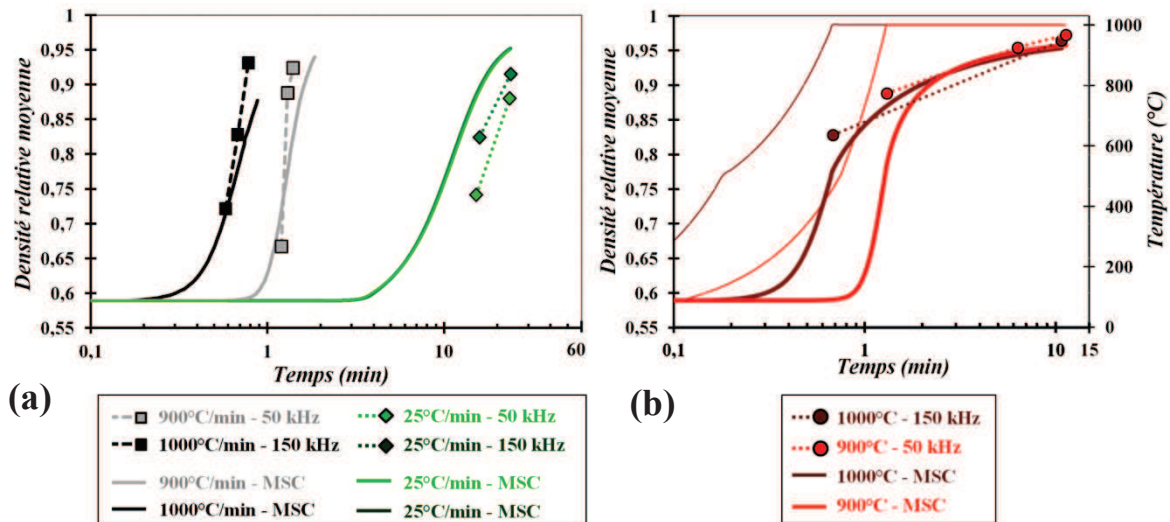 Densité relative moyenne
1
0,95
0,9
0,85
0,8
0,75
0,7
0,65
0,6
0,55
0,1
1
10
60
Temps (min)
(a)
900°C/min - 50 kHz
1000°C/min - 150 kHz
900°C/min - MSC
1000°C/min - MSC
25°C/min - 50 kHz
25°C/min - 150 kHz
25°C/min - MSC
25°C/min - MSC
Densité relative moyenne
1
0,95
0,9
0,85
0,8
0,75
0,7
0,65
0,6
0,55
0,1
1
10
15
Temps (min)
1000
800
600
400
200
0
Température (°C)
(b)
1000°C - 150 kHz
900°C - 50 kHz
1000°C - MSC
900°C - MSC